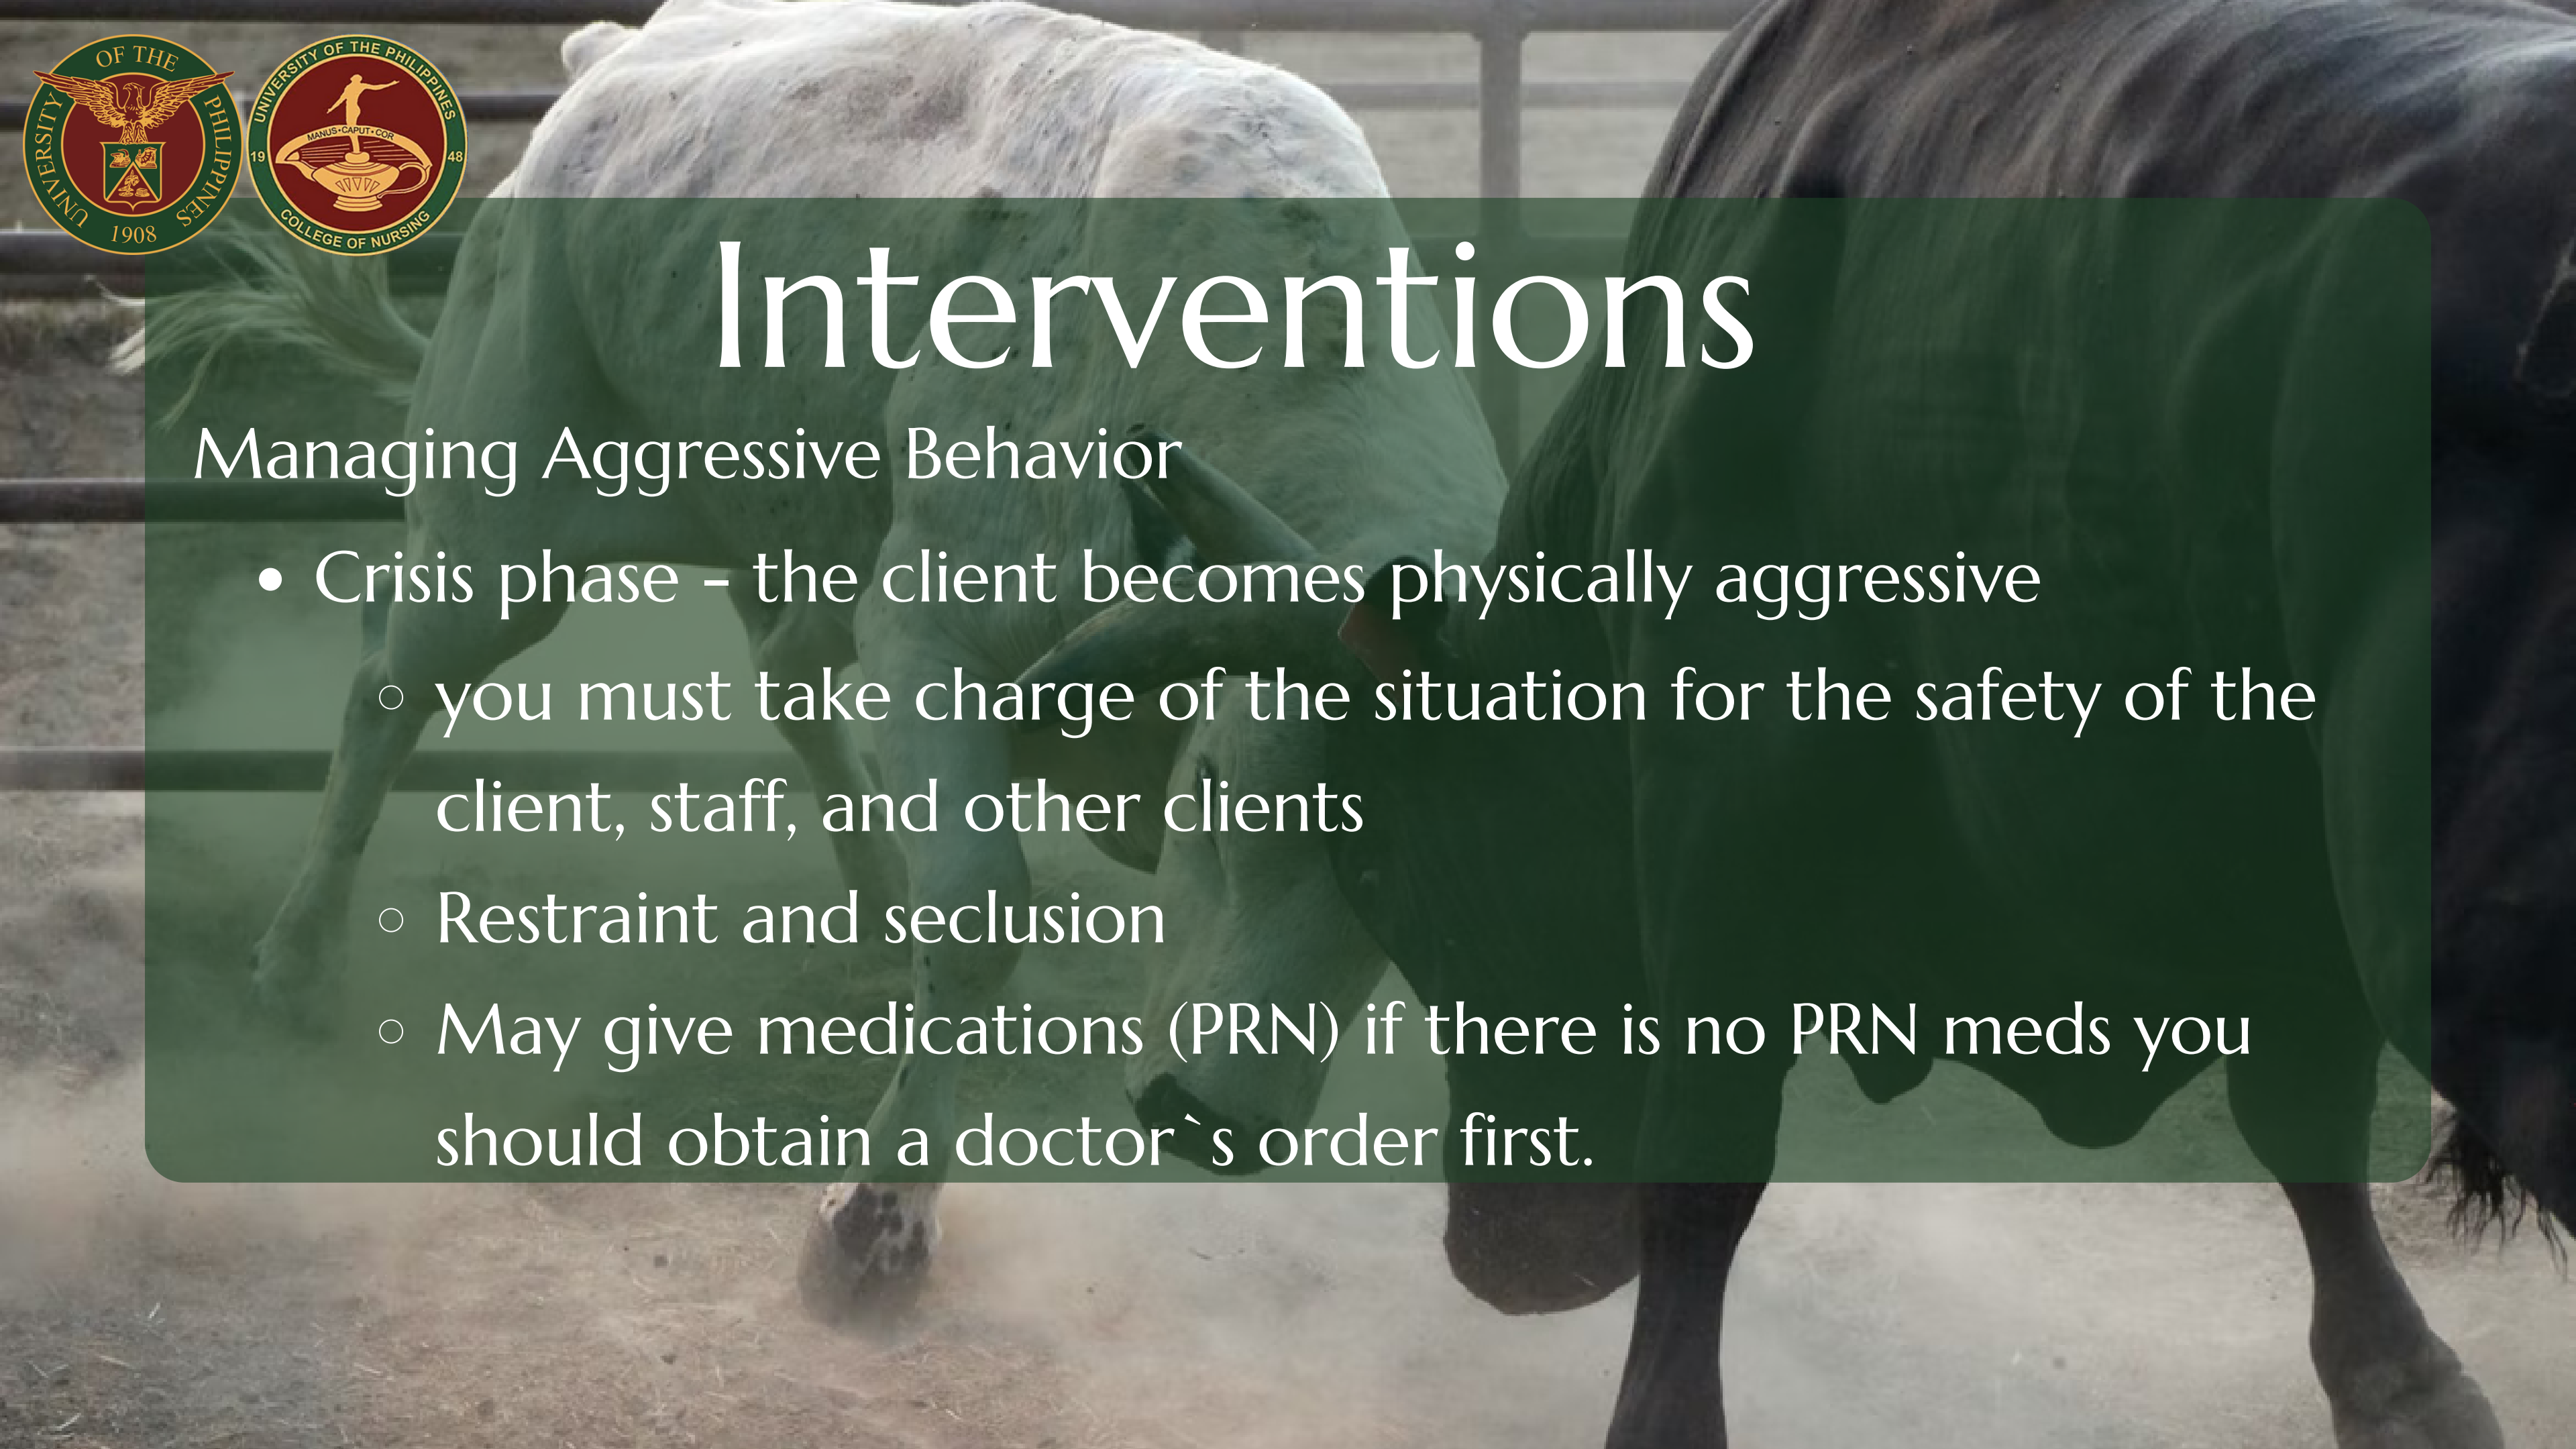 UNIVERSITY OF THE PHILIPPINES
1908
UNIVERSITY OF THE PHILIPPINES
MANUS•CAPUT•COR
19 48
COLLEGE OF NURSING
Interventions
Managing Aggressive Behavior
• Crisis phase - the client becomes physically aggressive
○ you must take charge of the situation for the safety of the
client, staff, and other clients
○ Restraint and seclusion
○ May give medications (PRN) if there is no PRN meds you
should obtain a doctor`s order first.